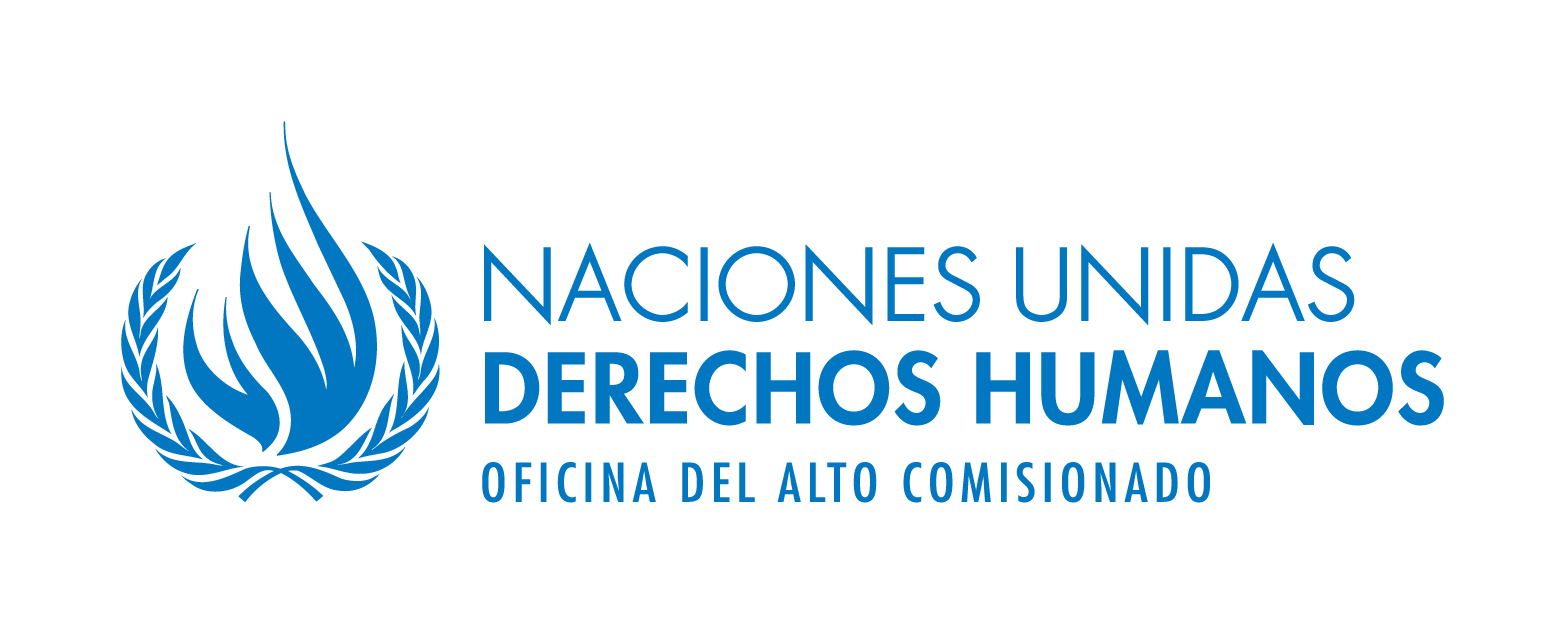 NACIONES UNIDAS
DERECHOS HUMANOS
OFICINA DEL ALTO COMISIONADO